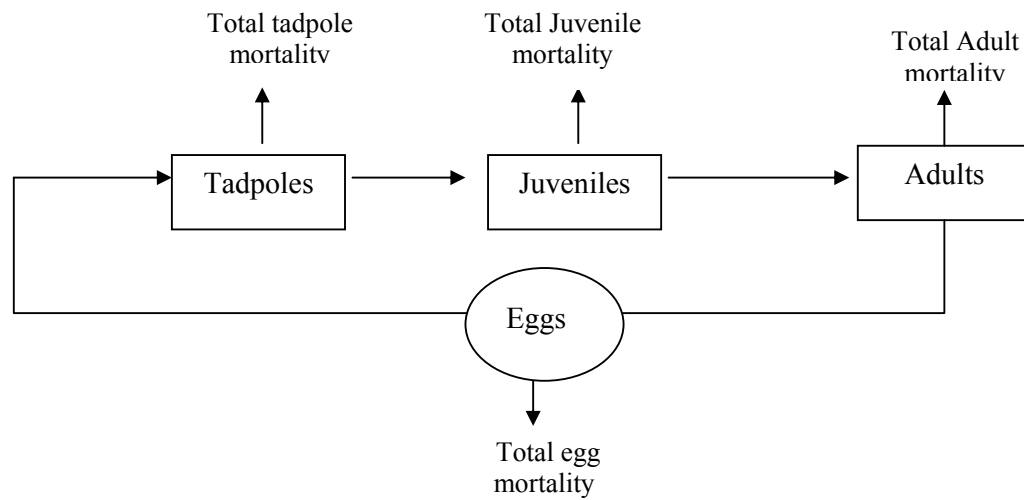 Total tadpole
mortality
Total Juvenile
mortality
Total Adult
mortality
Tadpoles
Juveniles
Adults
Eggs
Total egg
mortality